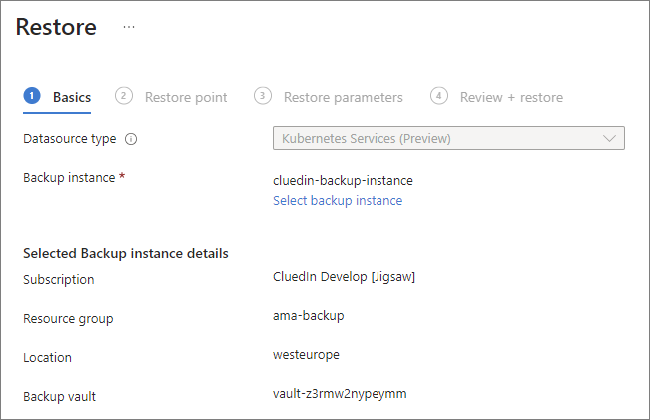 Restore ...
1 Basics 2 Restore point 3 Restore parameters 4 Review + restore
Datasource type Kubernetes Services (Preview)
Backup instance * cluedin-backup-instance
Select backup instance
Selected Backup instance details
Subscription CluedIn Develop [.igsaw]
Resource group ama-backup
Location westeurope
Backup vault vault-z3rmw2nypeymm